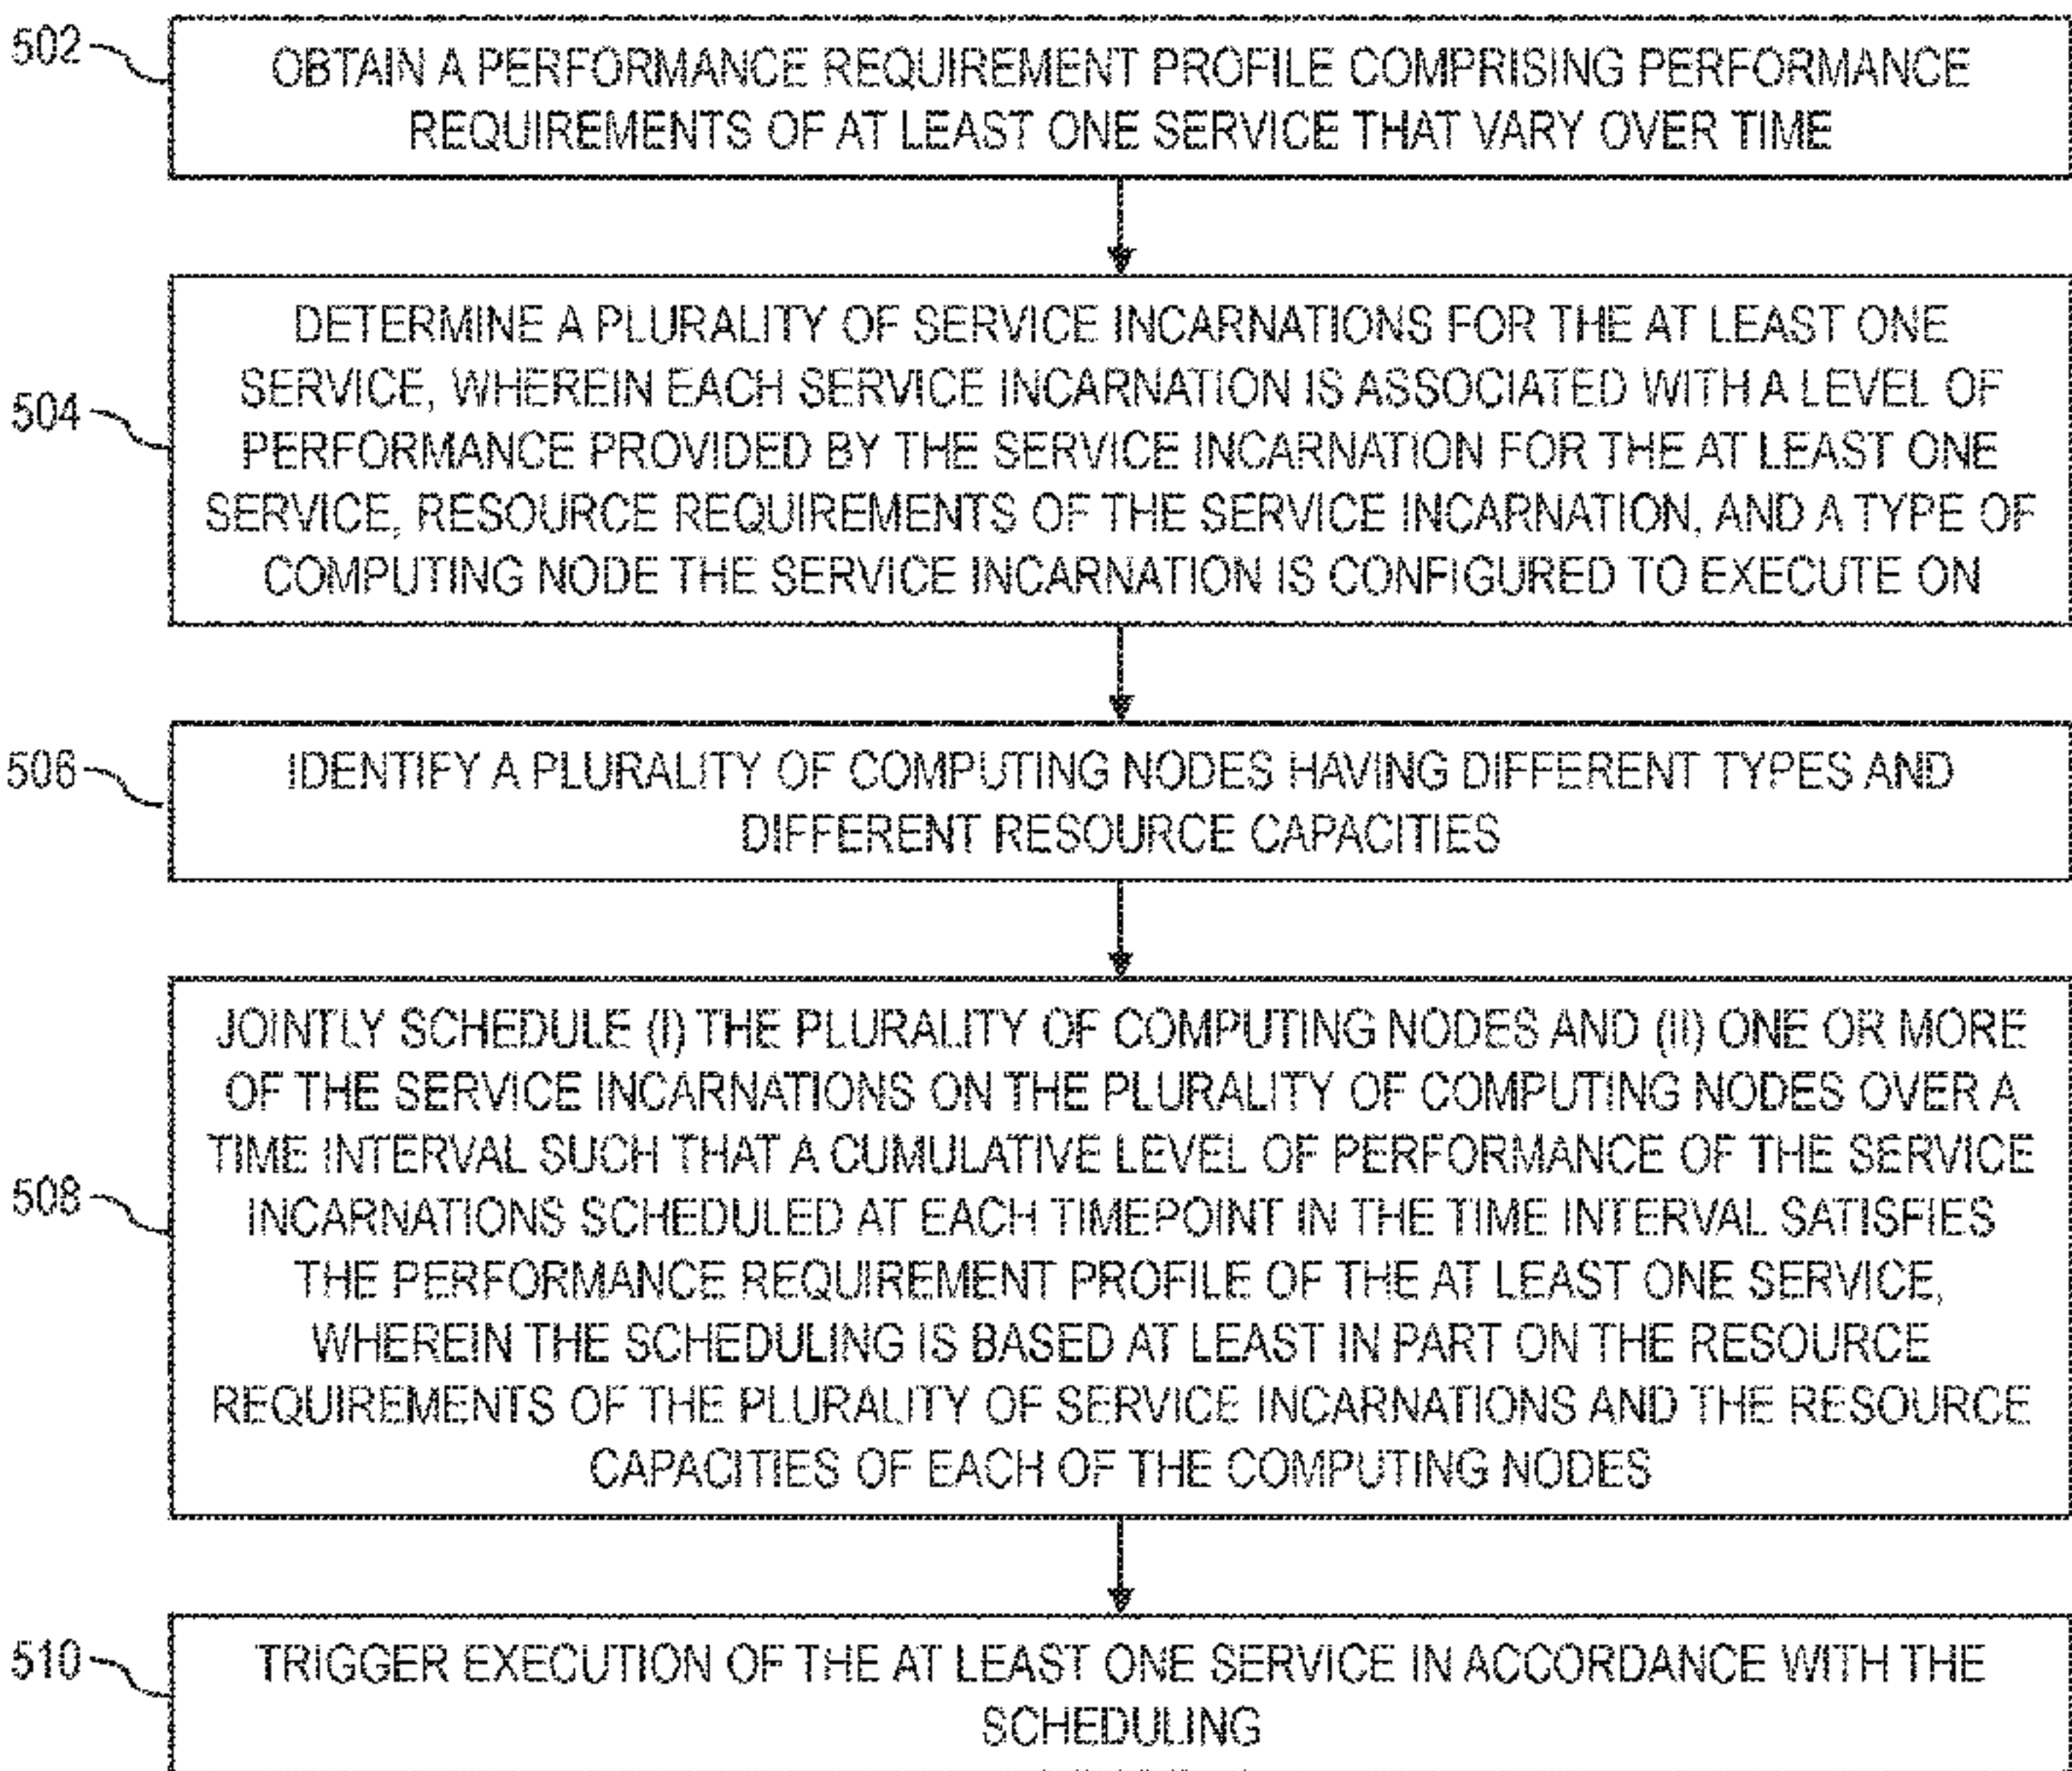 502
OBTAIN A PERFORMANCE REQUIREMENT PROFILE COMPRISING PERFORMANCE
REQUIREMENTS OF AT LEAST ONE SERVICE THAT VARY OVER TIME
504
DETERMINE A PLURALITY OF SERVICE INCARNATIONS FOR THE AT LEAST ONE
SERVICE, WHEREIN EACH SERVICE INCARNATION IS ASSOCIATED WITH A LEVEL OF
PERFORMANCE PROVIDED BY THE SERVICE INCARNATION FOR THE AT LEAST ONE
SERVICE, RESOURCE REQUIREMENTS OF THE SERVICE INCARNATION, AND A TYPE OF
COMPUTING NODE THE SERVICE INCARNATION IS CONFIGURED TO EXECUTE ON
506
IDENTIFY A PLURALITY OF COMPUTING NODES HAVING DIFFERENT TYPES AND
DIFFERENT RESOURCE CAPACITIES
508
JOINTLY SCHEDULE (I) THE PLURALITY OF COMPUTING NODES AND (II) ONE OR MORE
OF THE SERVICE INCARNATIONS ON THE PLURALITY OF COMPUTING NODES OVER A
TIME INTERVAL SUCH THAT A CUMULATIVE LEVEL OF PERFORMANCE OF THE SERVICE
INCARNATIONS SCHEDULED AT EACH TIMEPOINT IN THE TIME INTERVAL SATISFIES
THE PERFORMANCE REQUIREMENT PROFILE OF THE AT LEAST ONE SERVICE,
WHEREIN THE SCHEDULING IS BASED AT LEAST IN PART ON THE RESOURCE
REQUIREMENTS OF THE PLURALITY OF SERVICE INCARNATIONS AND THE RESOURCE
CAPACITIES OF EACH OF THE COMPUTING NODES
510
TRIGGER EXECUTION OF THE AT LEAST ONE SERVICE IN ACCORDANCE WITH THE
SCHEDULING